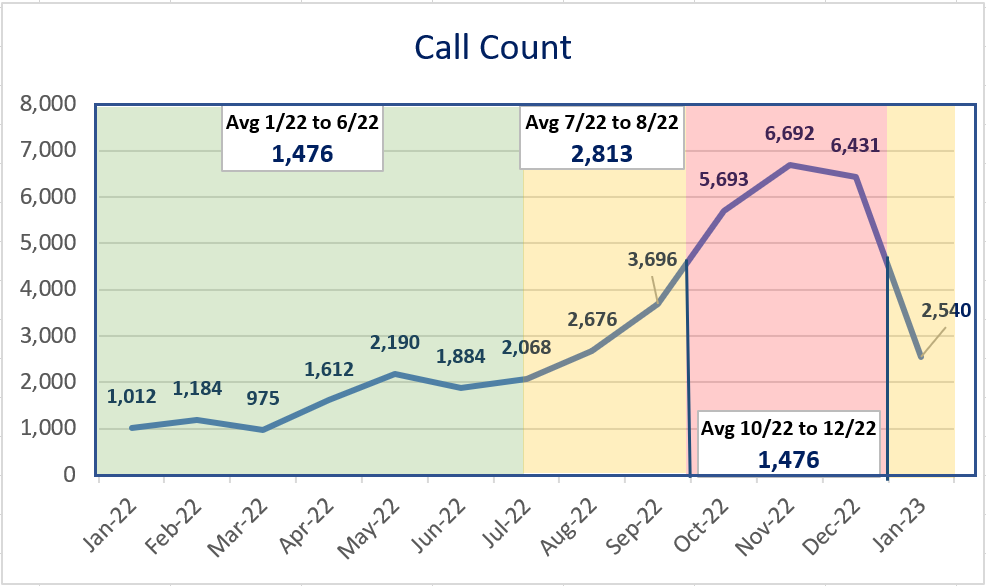 Call Count
8,000
7,000
6,000
5,000
4,000
3,000
2,000
1,000
0
Avg 1/22 to 6/22
1,476
Avg 7/22 to 8/22
2,813
Avg 10/22 to 12/22
1,476
1,012
1,184
975
1,612
2,190
1,884
2,068
2,676
3,696
5,693
6,692
6,431
2,540
Jan-22
Feb-22
Mar-22
Apr-22
May-22
Jun-22
Jul-22
Aug-22
Sep-22
Oct-22
Nov-22
Dec-22
Jan-23